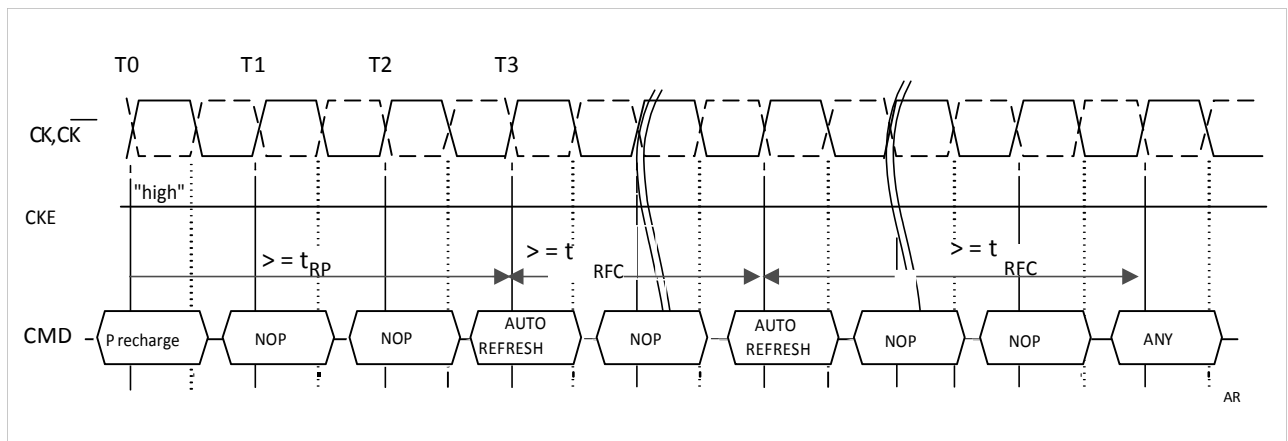 T0 T1 T2 T3
CK,CK
"high"
CKE
> = tRP > = t RFC > = t RFC
CMD Precharge NOP NOP AUTO REFRESH NOP AUTO REFRESH NOP NOP ANY
AR